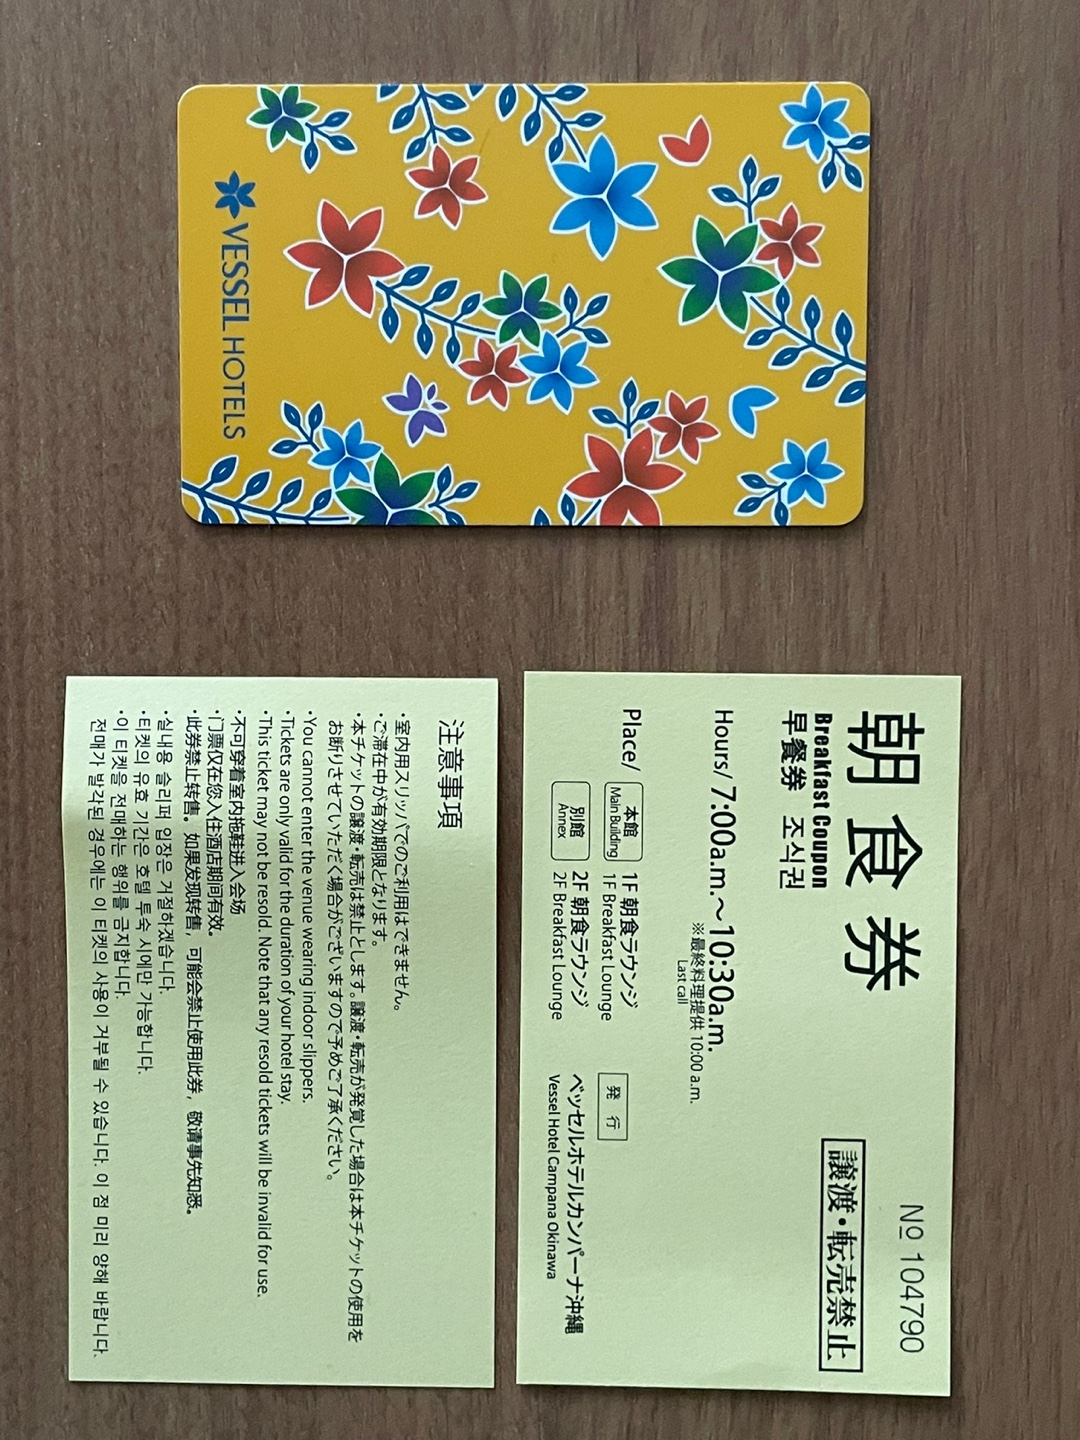 VESSEL HOTELS
朝食券
Breakfast Coupon
早餐券 조식권
№ 104790
譲渡・転売禁止
Hours/ 7:00a.m.～10:30a.m.
※最終料理提供 10:00 a.m.
Last call
Place/
本館
Main Building
1F 朝食ラウンジ
1F Breakfast Lounge
別館
Annex
2F 朝食ラウンジ
2F Breakfast Lounge
発行
ベッセルホテルカンパーナ沖縄
Vessel Hotel Campana Okinawa
注意事項
・室内用スリッパでのご利用はできません。
・ご滞在中が有効期限となります。
・本チケットの譲渡・転売は禁止とします。譲渡・転売が発覚した場合は本チケットの使用を
お断りさせていただく場合がございますので予めご了承ください。
・You cannot enter the venue wearing indoor slippers.
・Tickets are only valid for the duration of your hotel stay.
・This ticket may not be resold. Note that any resold tickets will be invalid for use.
・不可穿着室内拖鞋进入会场
・门票仅在您入住酒店期间有效。
・此券禁止转售。如果发现转售，可能会禁止使用此券，敬请事先知悉。
・실내용 슬리퍼 입장은 거절하겠습니다.
・티켓의 유효 기간은 호텔 투숙 시에만 가능합니다.
・이 티켓을 전매하는 행위를 금지합니다.
전매가 발각된 경우에는 이 티켓의 사용이 거부될 수 있습니다. 이 점 미리 양해 바랍니다.